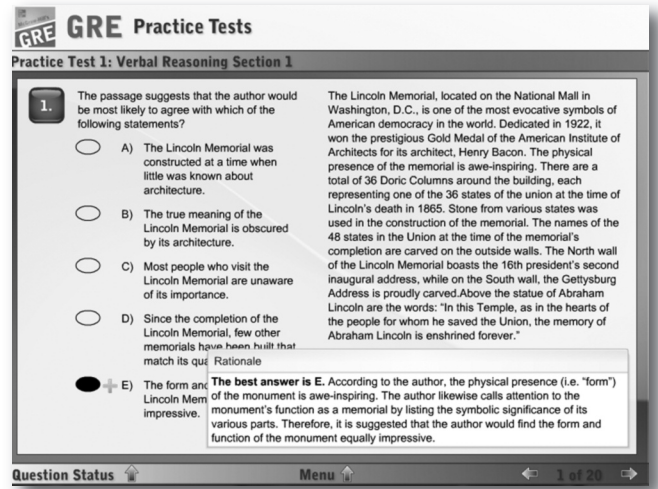 GRE
GRE Practice Tests
Practice Test 1: Verbal Reasoning Section 1
1.
The passage suggests that the author would
be most likely to agree with which of the
following statements?
A) The Lincoln Memorial was
constructed at a time when
little was known about
architecture.
B) The true meaning of the
Lincoln Memorial is obscured
by its architecture.
C) Most people who visit the
Lincoln Memorial are unaware
of its importance.
D) Since the completion of the
Lincoln Memorial, few other
memorials have been built that
match its qua
E) The form and
Lincoln Mem
impressive.
The Lincoln Memorial, located on the National Mall in
Washington, D.C., is one of the most evocative symbols of
American democracy in the world. Dedicated in 1922, it
won the prestigious Gold Medal of the American Institute of
Architects for its architect, Henry Bacon. The physical
presence of the memorial is awe-inspiring. There are a
total of 36 Doric Columns around the building, each
representing one of the 36 states of the union at the time of
Lincoln's death in 1865. Stone from various states was
used in the construction of the memorial. The names of the
48 states in the Union at the time of the memorial's
completion are carved on the outside walls. The North wall
of the Lincoln Memorial boasts the 16th president's second
inaugural address, while on the South wall, the Gettysburg
Address is proudly carved.Above the statue of Abraham
Lincoln are the words: "In this Temple, as in the hearts of
the people for whom he saved the Union, the memory of
Abraham Lincoln is enshrined forever."
Rationale
The best answer is E. According to the author, the physical presence (i.e. "form")
of the monument is awe-inspiring. The author likewise calls attention to the
monument's function as a memorial by listing the symbolic significance of its
various parts. Therefore, it is suggested that the author would find the form and
function of the monument equally impressive.
Question Status
Menu
1 of 20